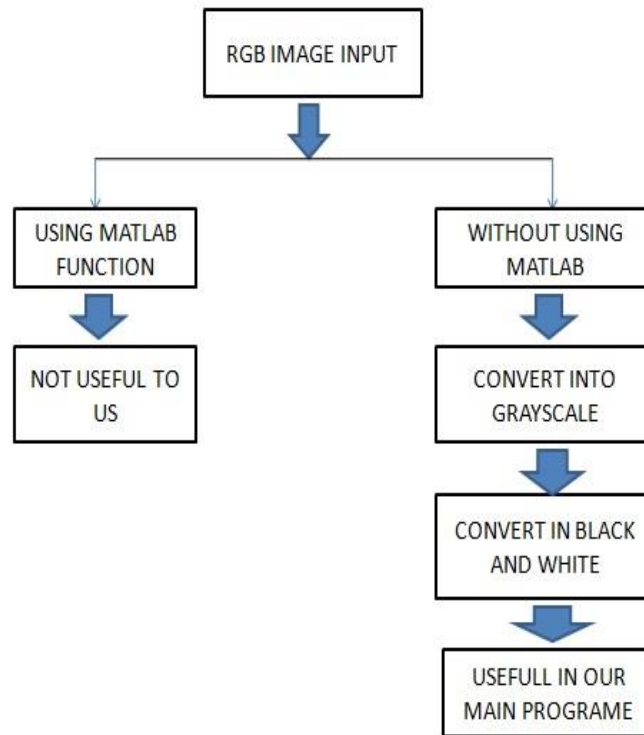 RGB IMAGE INPUT
USING MATLAB
FUNCTION
NOT USEFUL TO
US
WITHOUT USING
MATLAB
CONVERT INTO
GRAYSCALE
CONVERT IN BLACK
AND WHITE
USEFULL IN OUR
MAIN PROGRAME